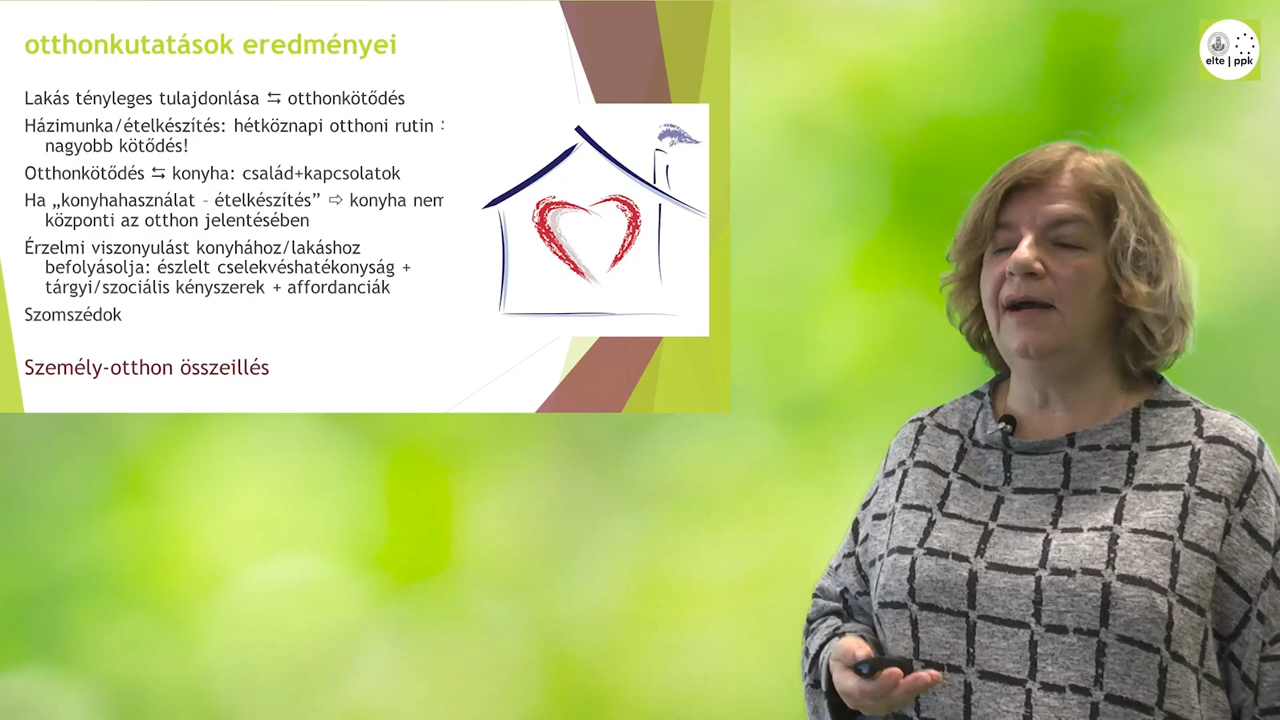 otthonkutatások eredményei
Lakás tényleges tulajdonlása ⇆ otthonkötődés
Házimunka/ételkészítés: hétköznapi otthoni rutin :
nagyobb kötődés!
Otthonkötődés ⇆ konyha: család+kapcsolatok
Ha „konyhahasználat – ételkészítés” ⇨ konyha nem
központi az otthon jelentésében
Érzelmi viszonyulást konyhához/lakáshoz
befolyásolja: észlelt cselekvéshatékonyság +
tárgyi/szociális kényszerek + affordanciák
Szomszédok
Személy-otthon összeillés
elte | ppk